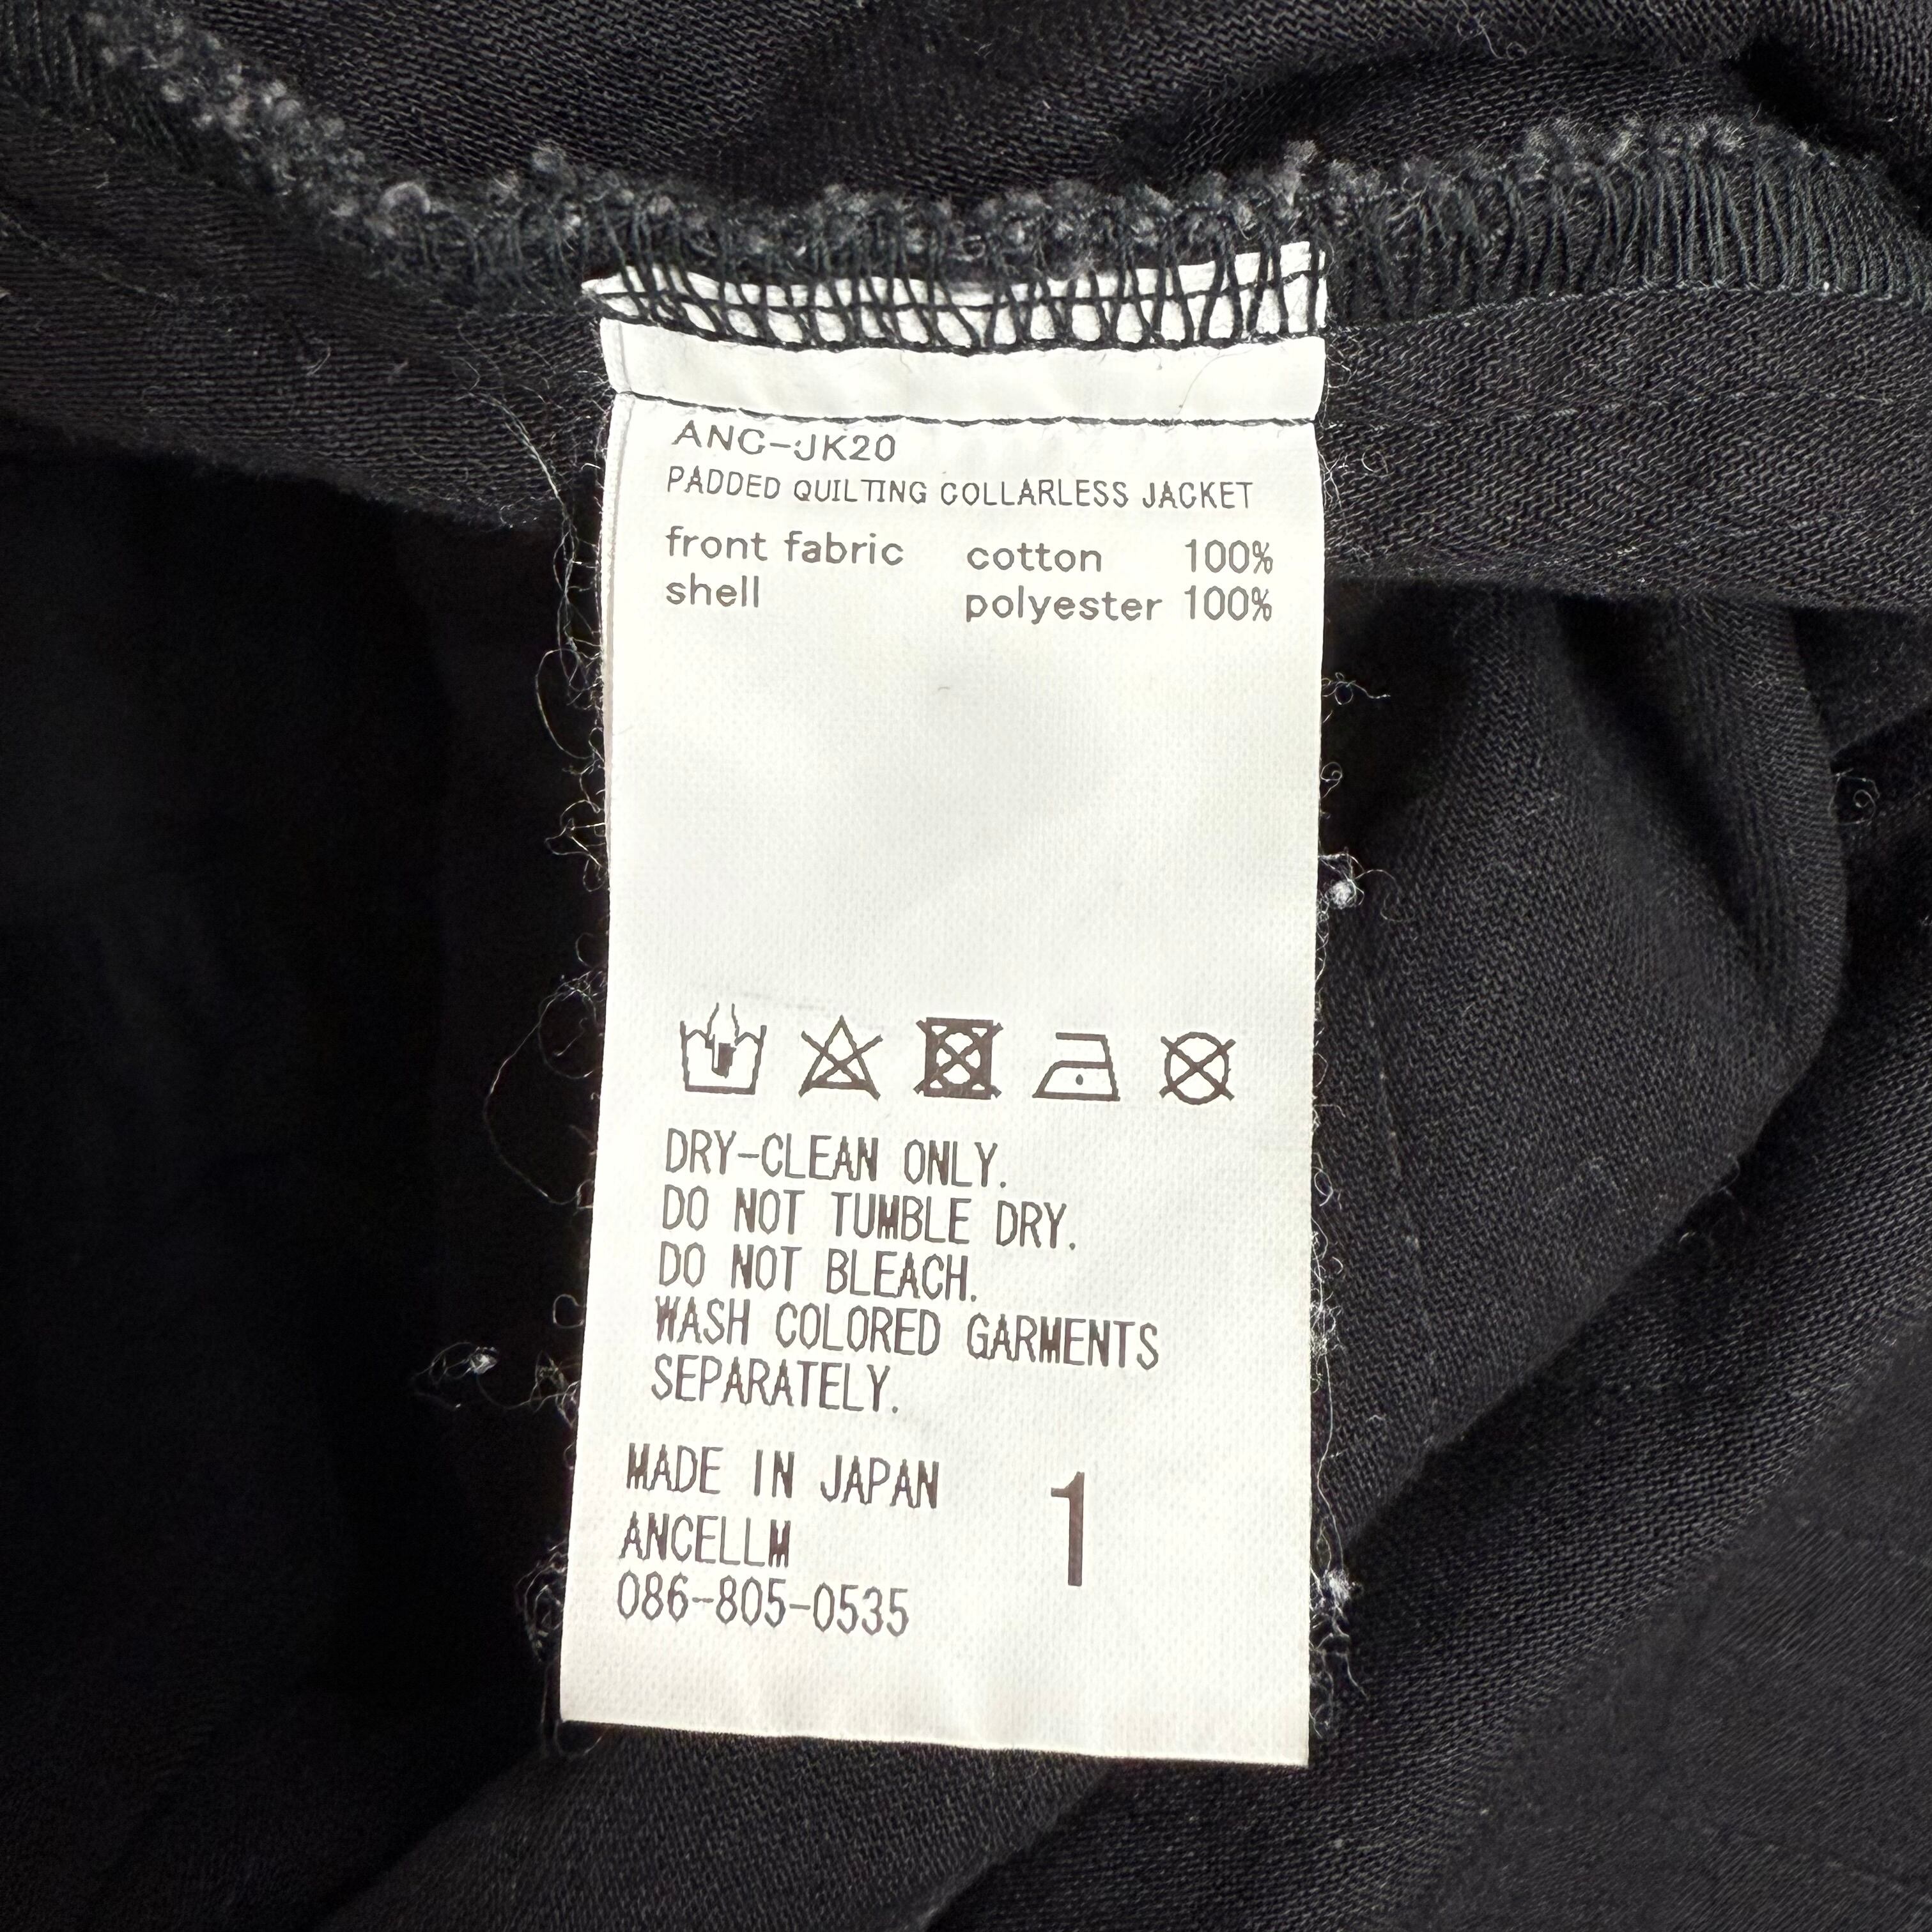 ANC-JK20
PADDED QUILTING COLLARLESS JACKET
front fabric cotton 100%
shell polyester 100%
DRY-CLEAN ONLY.
DO NOT TUMBLE DRY.
DO NOT BLEACH.
WASH COLORED GARMENTS
SEPARATELY.
MADE IN JAPAN
ANCELLM
086-805-0535
1